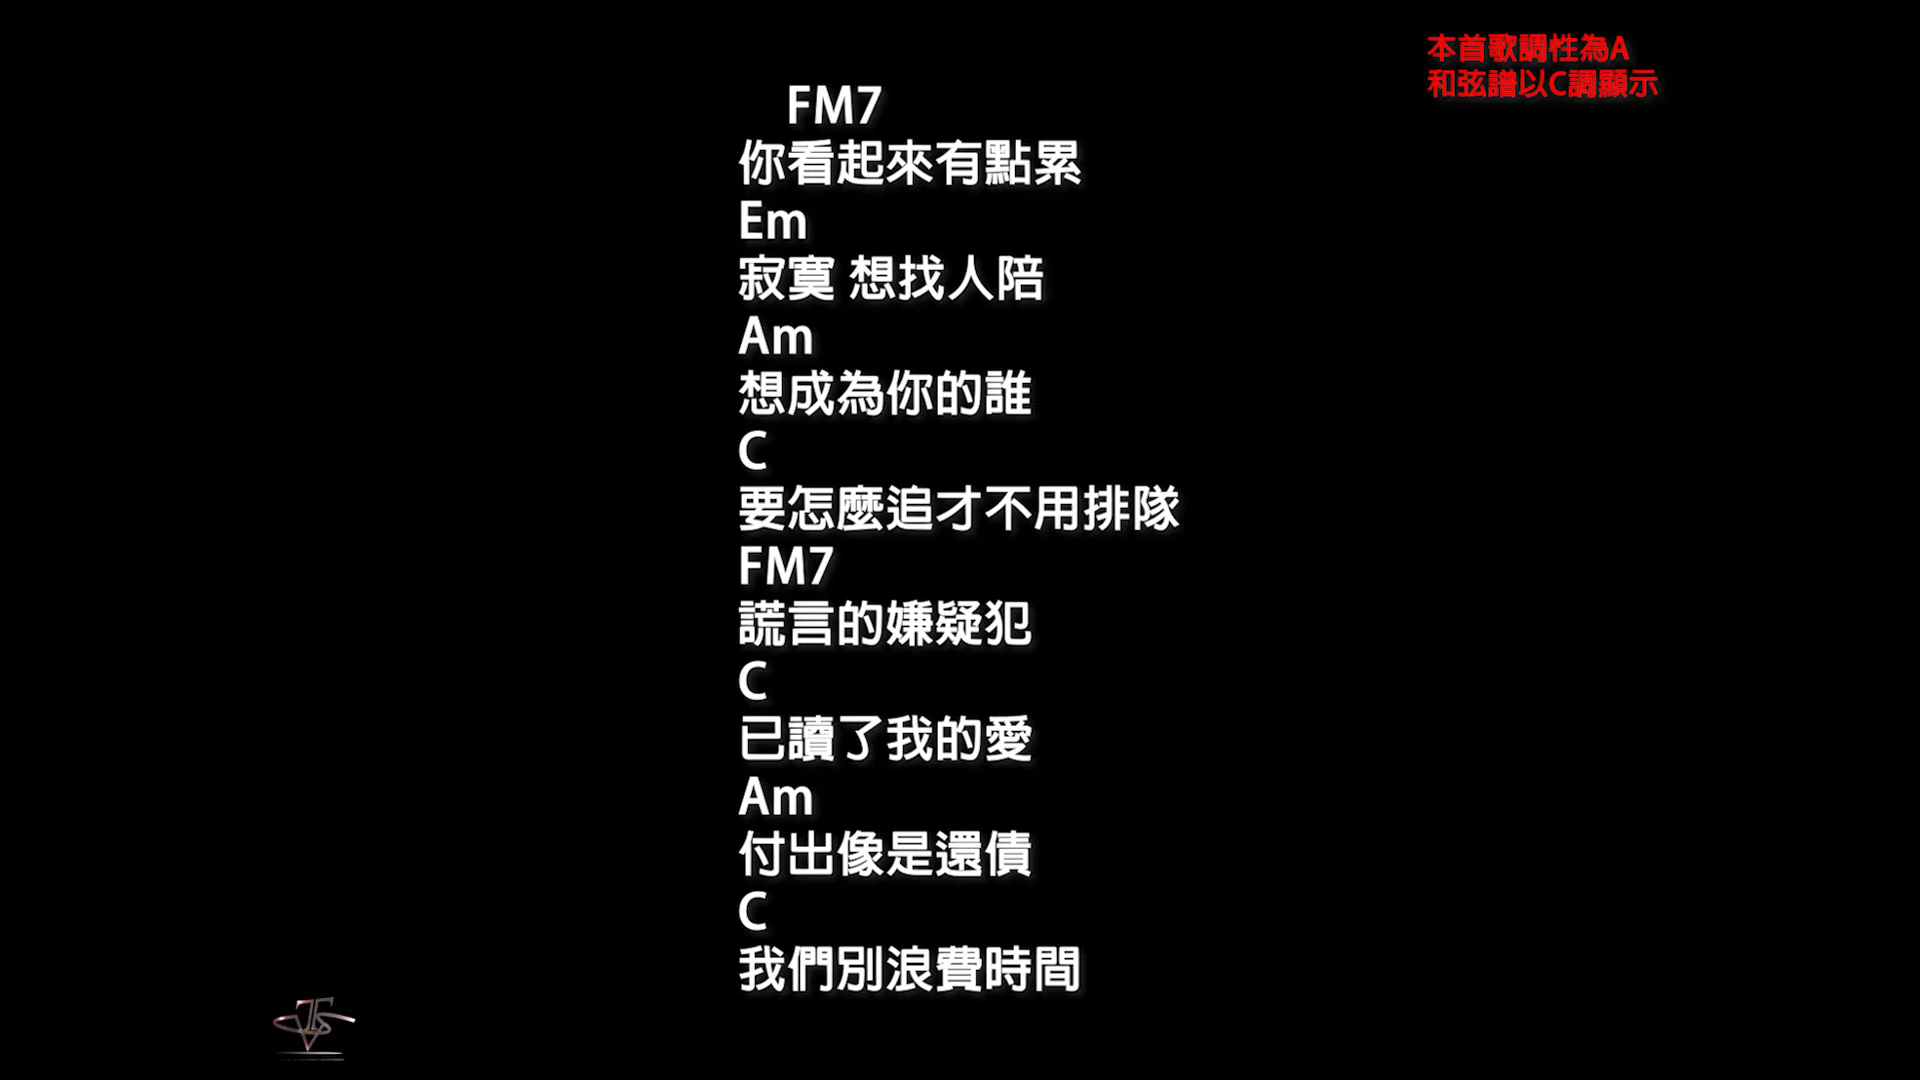 本首歌調性為A
和弦譜以C調顯示
FM7
你看起來有點累
Em
寂寞 想找人陪
Am
想成為你的誰
C
要怎麼追才不用排隊
FM7
謊言的嫌疑犯
C
已讀了我的愛
Am
付出像是還債
C
我們別浪費時間